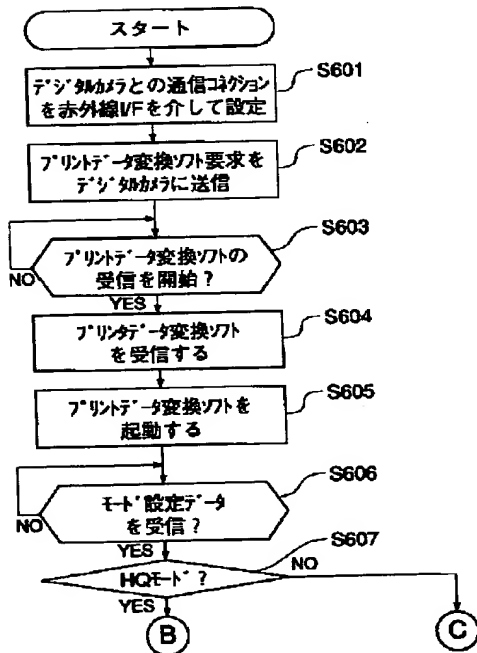 スタート
デジタルカメラとの通信コネクション
を赤外線I/Fを介して設定
S601
プリントデータ変換ソフト要求を
デジタルカメラに送信
S602
プリントデータ変換ソフトの
受信を開始?
S603
NO
YES
プリンタデータ変換ソフト
を受信する
S604
プリントデータ変換ソフトを
起動する
S605
モード設定データ
を受信?
S606
NO
YES
HQモード?
S607
NO
YES
B
C